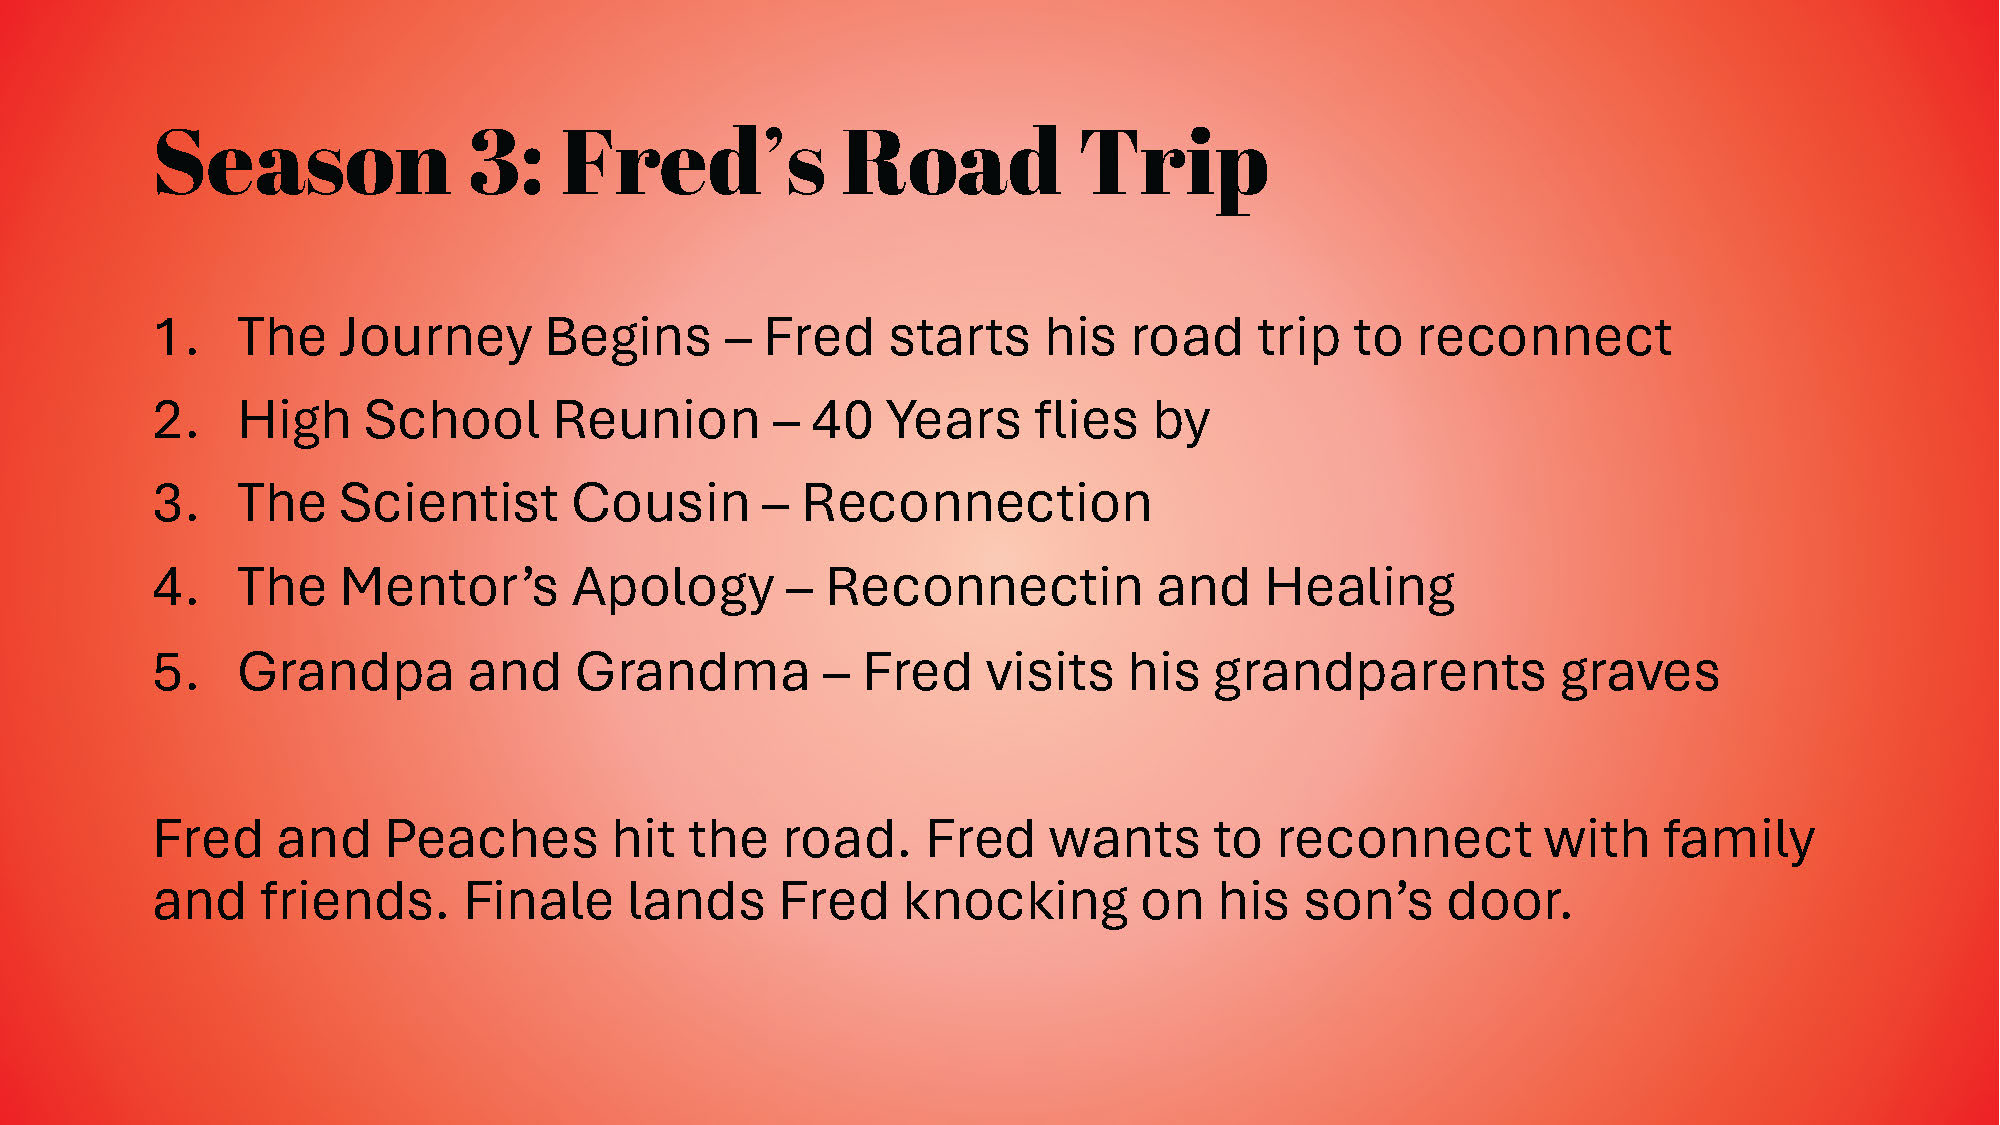 Season 3: Fred’s Road Trip
1. The Journey Begins – Fred starts his road trip to reconnect
2. High School Reunion – 40 Years flies by
3. The Scientist Cousin – Reconnection
4. The Mentor’s Apology – Reconnectin and Healing
5. Grandpa and Grandma – Fred visits his grandparents graves
Fred and Peaches hit the road. Fred wants to reconnect with family
and friends. Finale lands Fred knocking on his son’s door.